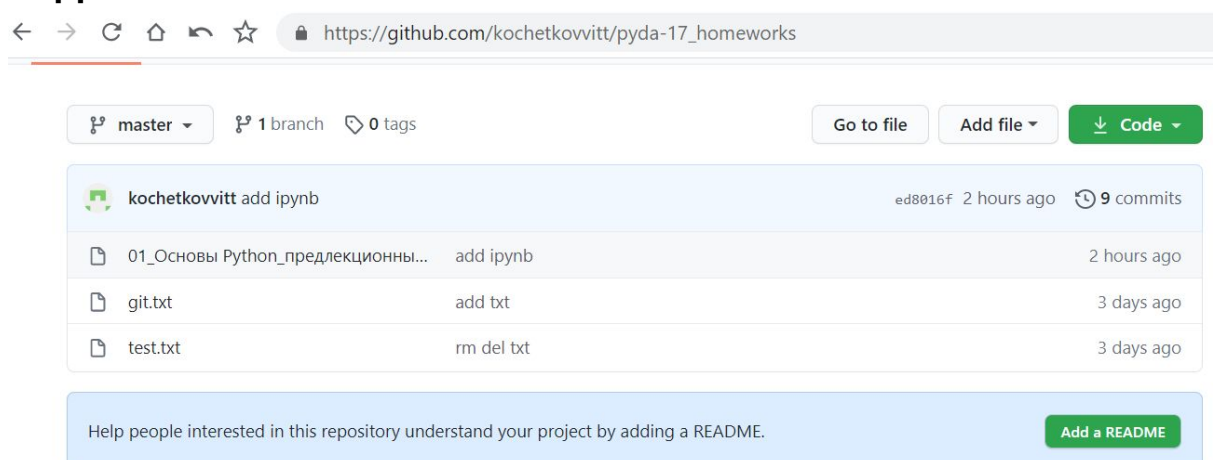 https://github.com/kochetkovvitt/pyda-17_homeworks
master 1 branch 0 tags Go to file Add file Code
kochetkovvitt add ipynb ed8016f 2 hours ago 9 commits
01_Основы Python_предлекционны... add ipynb 2 hours ago
git.txt add txt 3 days ago
test.txt rm del txt 3 days ago
Help people interested in this repository understand your project by adding a README. Add a README